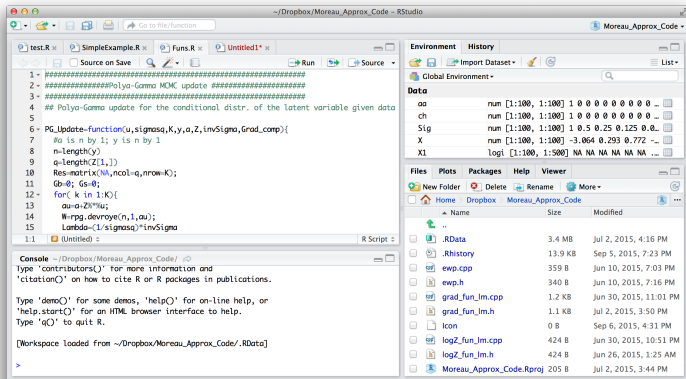 ~/Dropbox/Moreau_Approx_Code - RStudio
Go to file/function
Moreau_Approx_Code
test.R
SimpleExample.R
Funs.R
Untitled1*
Source on Save
Run
Source
1 ################################################################
2 ###############Polya-Gamma MCMC update #######################
3 ################################################################
4 ## Polya-Gamma update for the conditional distr. of the latent variable given data
5
6 PG_Update=function(u,sigmasq,K,y,a,Z,invSigma,Grad_comp){
7 #a is n by 1; y is n by 1
8 n=length(y)
9 q=length(Z[1,])
10 Res=matrix(NA,ncol=q,nrow=K);
11 Gb=0; Gs=0;
12 for( k in 1:K){
13 au=a+Z%*%u;
14 W=rpg.devroye(n,1,au);
15 Lambda=(1/sigmasq)*invSigma
1:1 (Untitled) R Script
Console ~/Dropbox/Moreau_Approx_Code/
Type 'contributors()' for more information and
'citation()' on how to cite R or R packages in publications.
Type 'demo()' for some demos, 'help()' for on-line help, or
'help.start()' for an HTML browser interface to help.
Type 'q()' to quit R.
[Workspace loaded from ~/Dropbox/Moreau_Approx_Code/.RData]
>
Environment History
Import Dataset List
Global Environment
Data
aa num [1:100, 1:100] 1 0 0 0 0 0 0 0 0 0 …
ch num [1:100, 1:100] 1 0 0 0 0 0 0 0 0 0 …
Sig num [1:100, 1:100] 1 0.5 0.25 0.125 0.0…
X num [1:100, 1:500] -3.064 0.293 0.772 -…
X1 logi [1:100, 1:500] NA NA NA NA NA NA ...
Files Plots Packages Help Viewer
New Folder Delete Rename More
Home Dropbox Moreau_Approx_Code
Name Size Modified
..
.RData 3.4 MB Jul 2, 2015, 4:16 PM
.Rhistory 13.9 KB Sep 5, 2015, 7:23 PM
ewp.cpp 359 B Jun 10, 2015, 7:03 PM
ewp.h 340 B Jun 10, 2015, 7:16 PM
grad_fun_lm.cpp 1.2 KB Jun 30, 2015, 11:01 PM
grad_fun_lm.h 1.1 KB Jul 2, 2015, 3:50 PM
Icon 0 B Sep 6, 2015, 4:31 PM
logZ_fun_lm.cpp 424 B Jun 30, 2015, 10:51 PM
logZ_fun_lm.h 424 B Jun 26, 2015, 1:25 AM
Moreau_Approx_Code.Rproj 205 B Jul 2, 2015, 3:44 PM